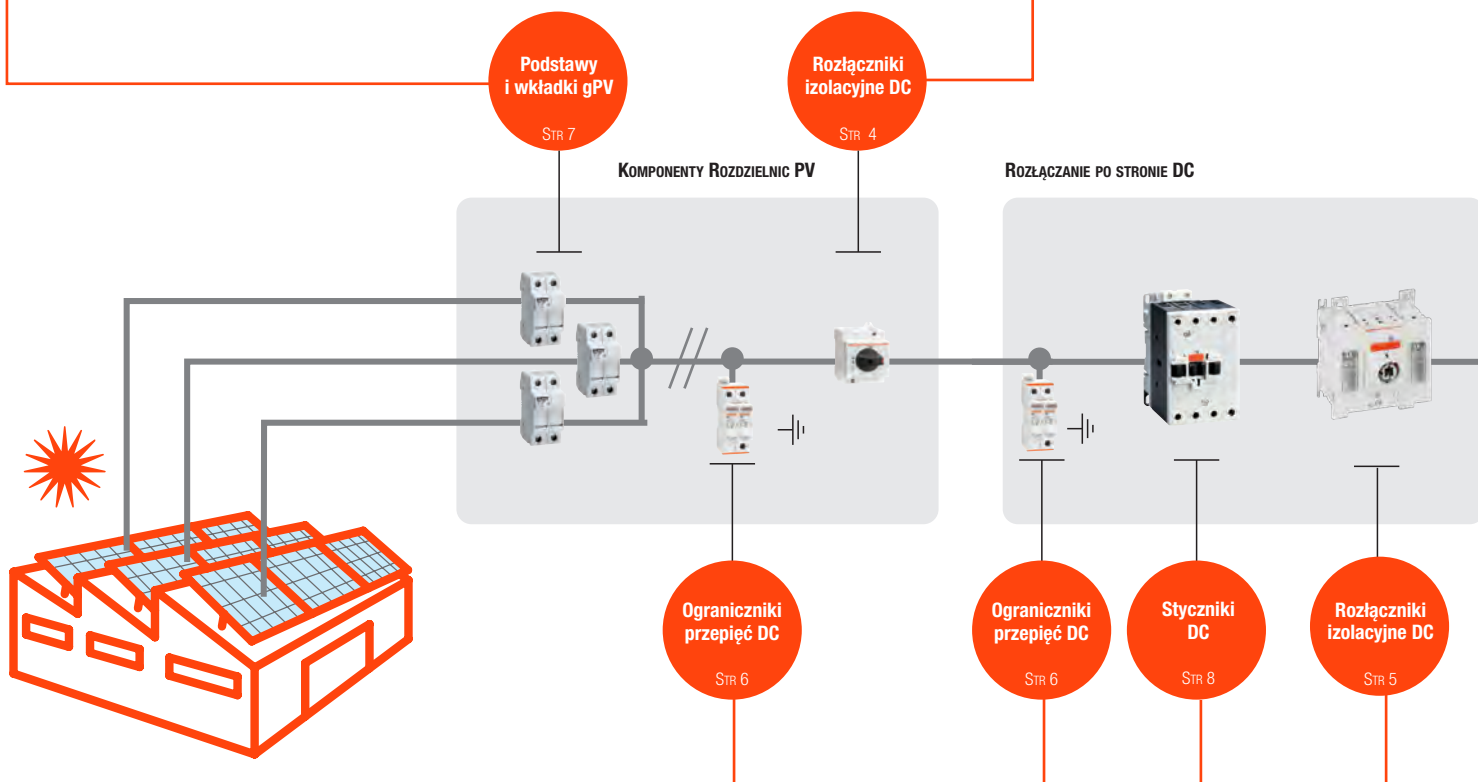 Podstawy
i wkładki gPV
Str 7
Rozłączniki
izolacyjne DC
Str 4
Komponenty Rozdzielnic PV
Rozłączanie po stronie DC
Ograniczniki
przepięć DC
Str 6
Ograniczniki
przepięć DC
Str 6
Styczniki
DC
Str 8
Rozłączniki
izolacyjne DC
Str 5